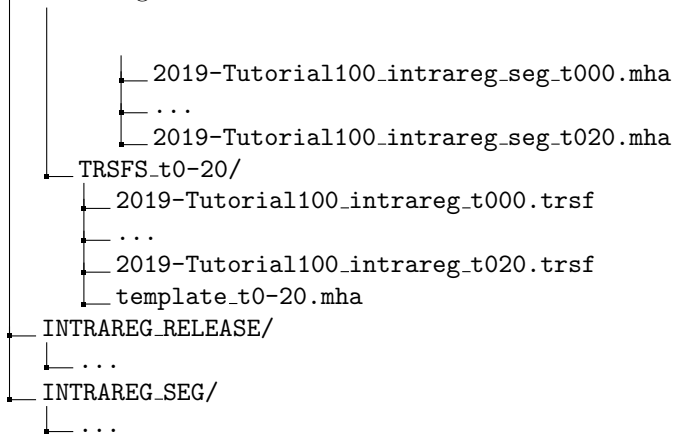 2019-Tutorial100_intrareg_seg_t000.mha
...
2019-Tutorial100_intrareg_seg_t020.mha
TRSFS_t0-20/
2019-Tutorial100_intrareg_t000.trsf
...
2019-Tutorial100_intrareg_t020.trsf
template_t0-20.mha
INTRAREG_RELEASE/
...
INTRAREG_SEG/
...